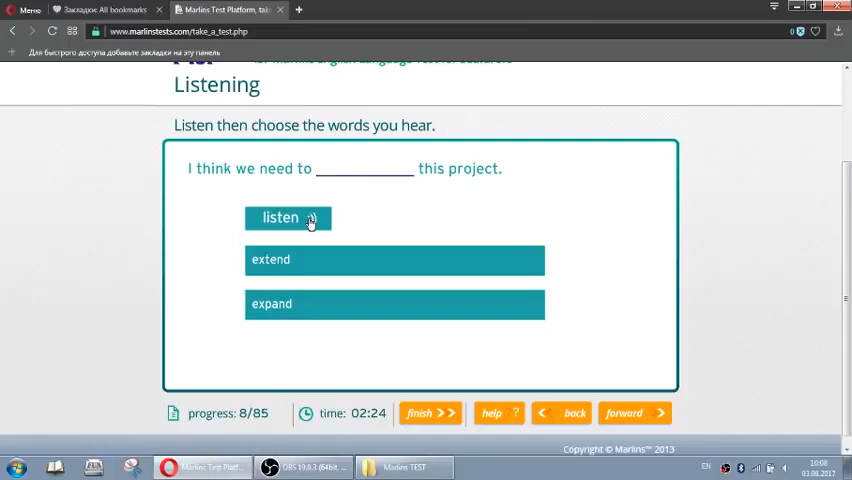 Меню
Закладки: All bookmarks
Marlins Test Platform, tak
www.marlinstests.com/take_a_test.php
0
Для быстрого доступа добавьте закладки на эту панель
Listening
Listen then choose the words you hear.
I think we need to ____________ this project.
listen
extend
expand
progress: 8/85
time: 02:24
finish >>
help ?
<< back
forward >
Copyright © Marlins™ 2013
Marlins Test Platf...
OBS 19.0.3 (64bit, ...
Marlins TEST
EN
10:08
03.08.2017